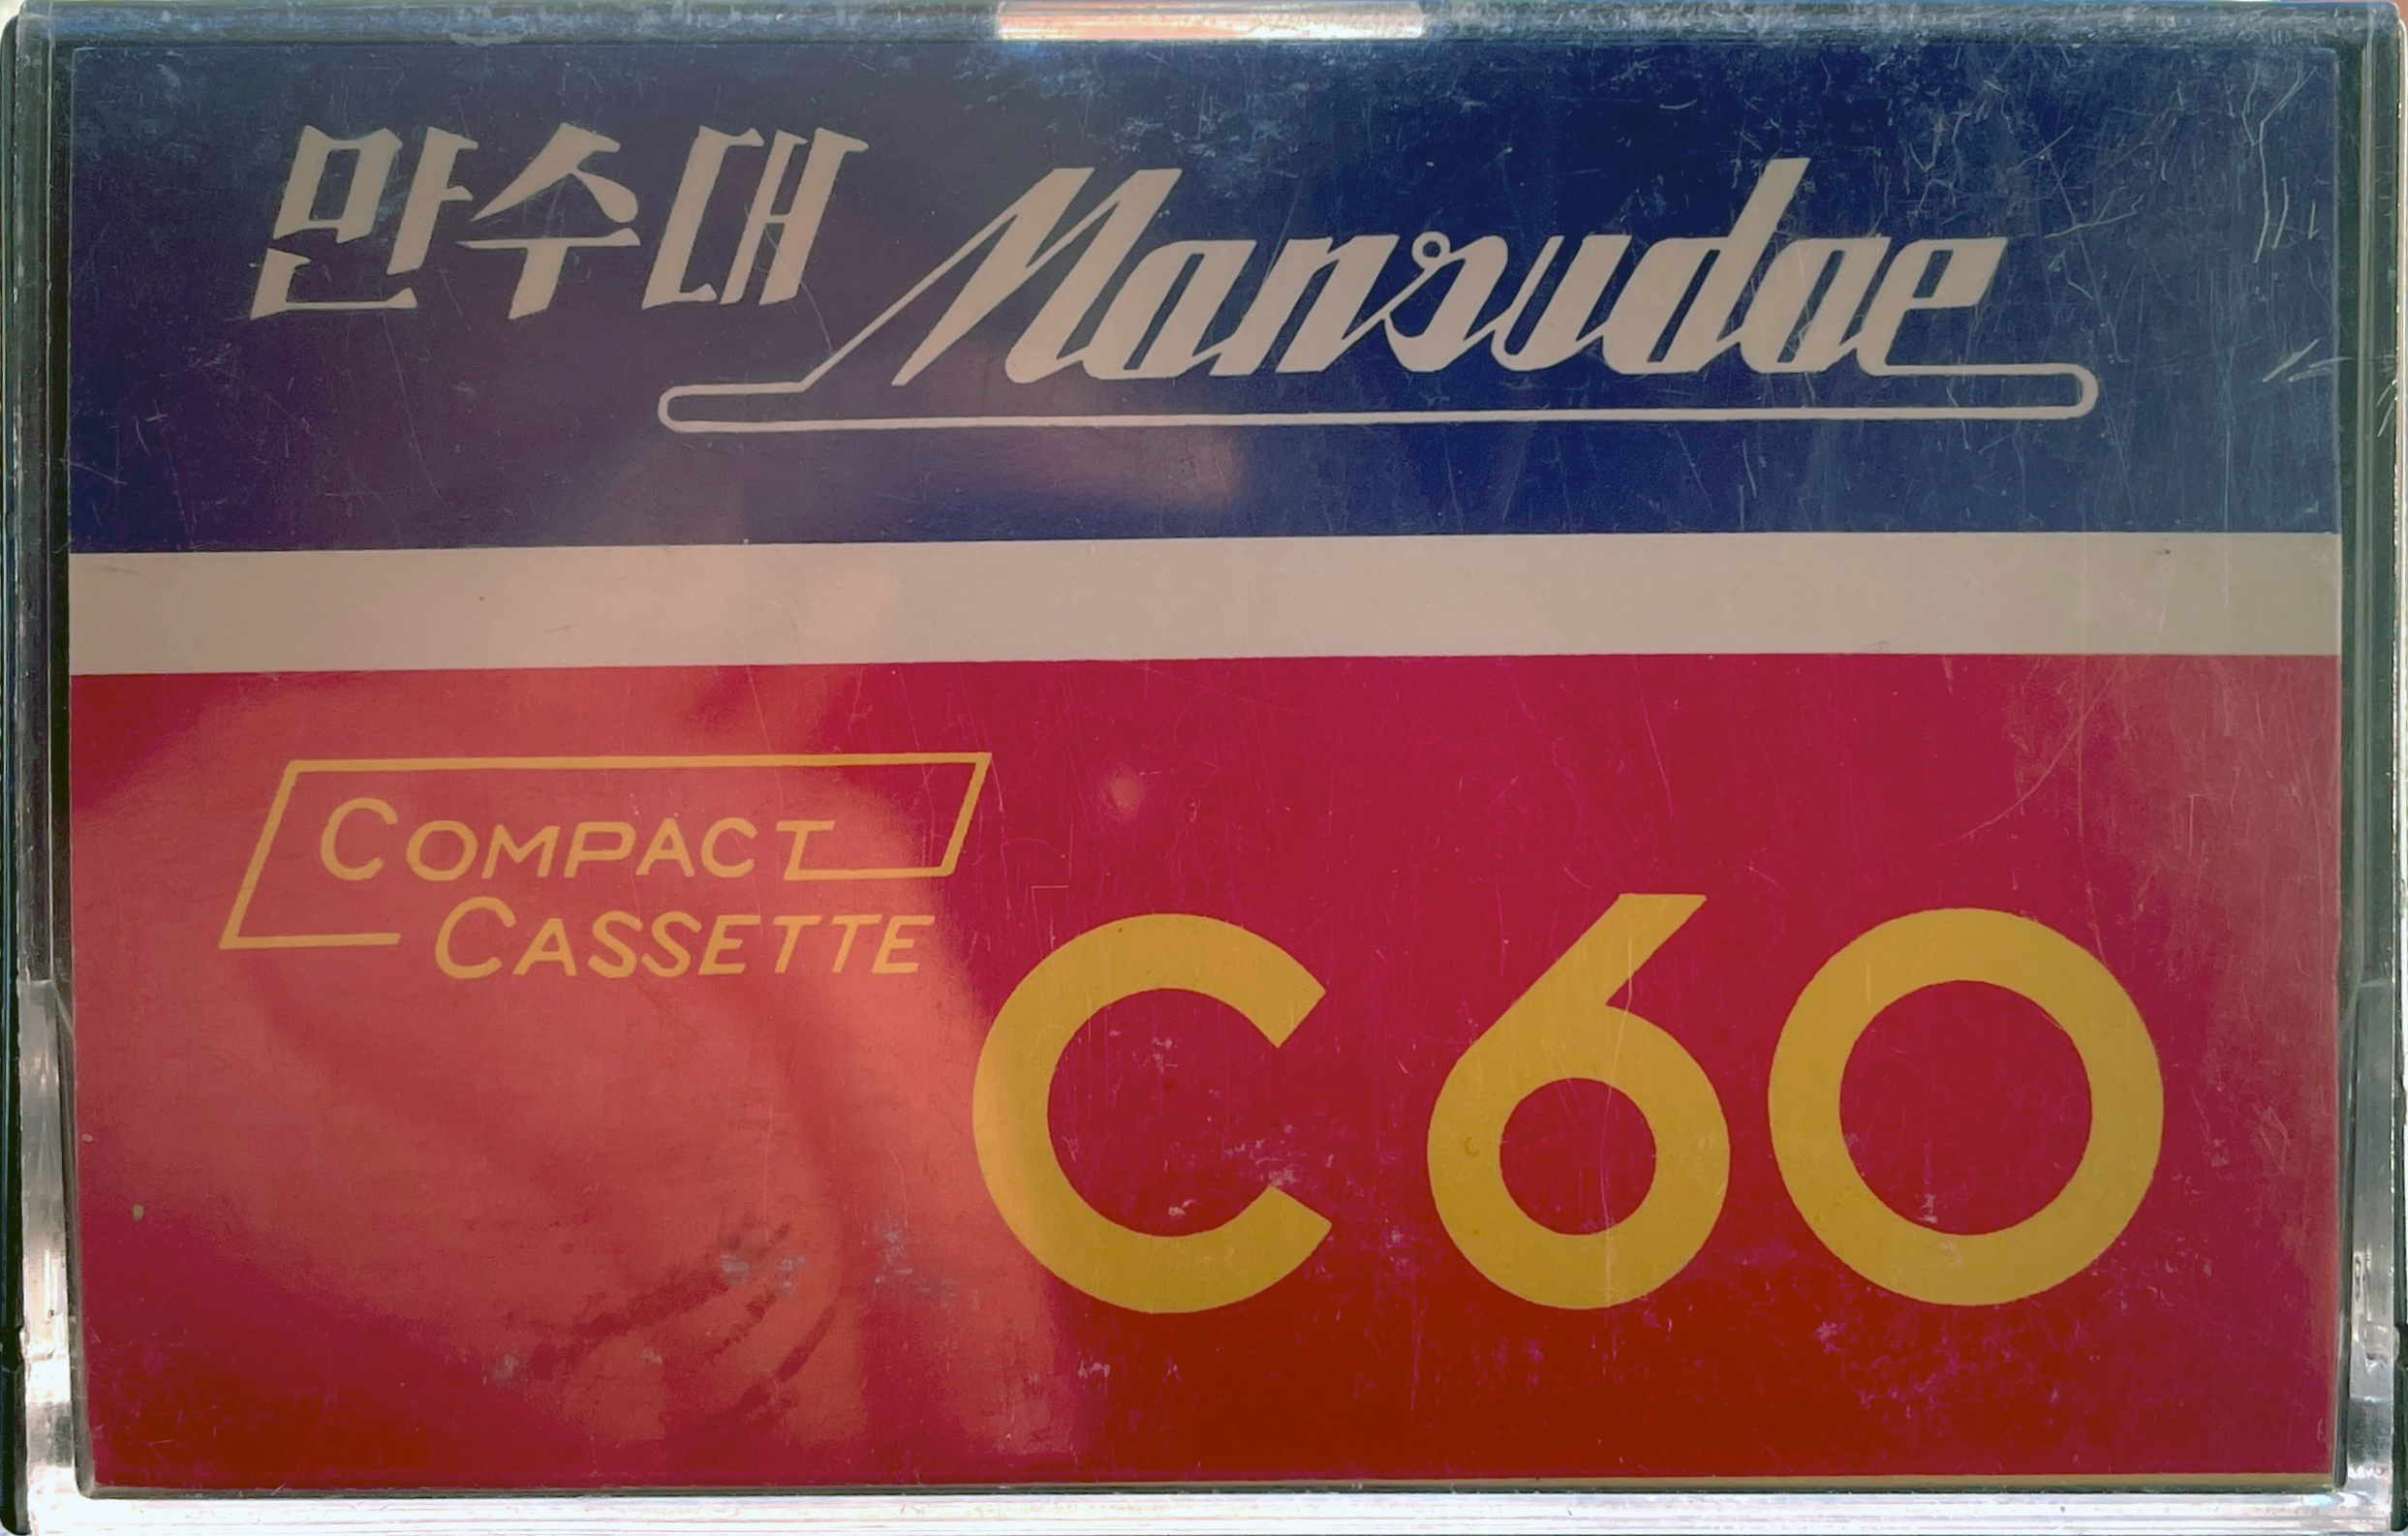 만수대 Mansudae
COMPACT
CASSETTE
C60